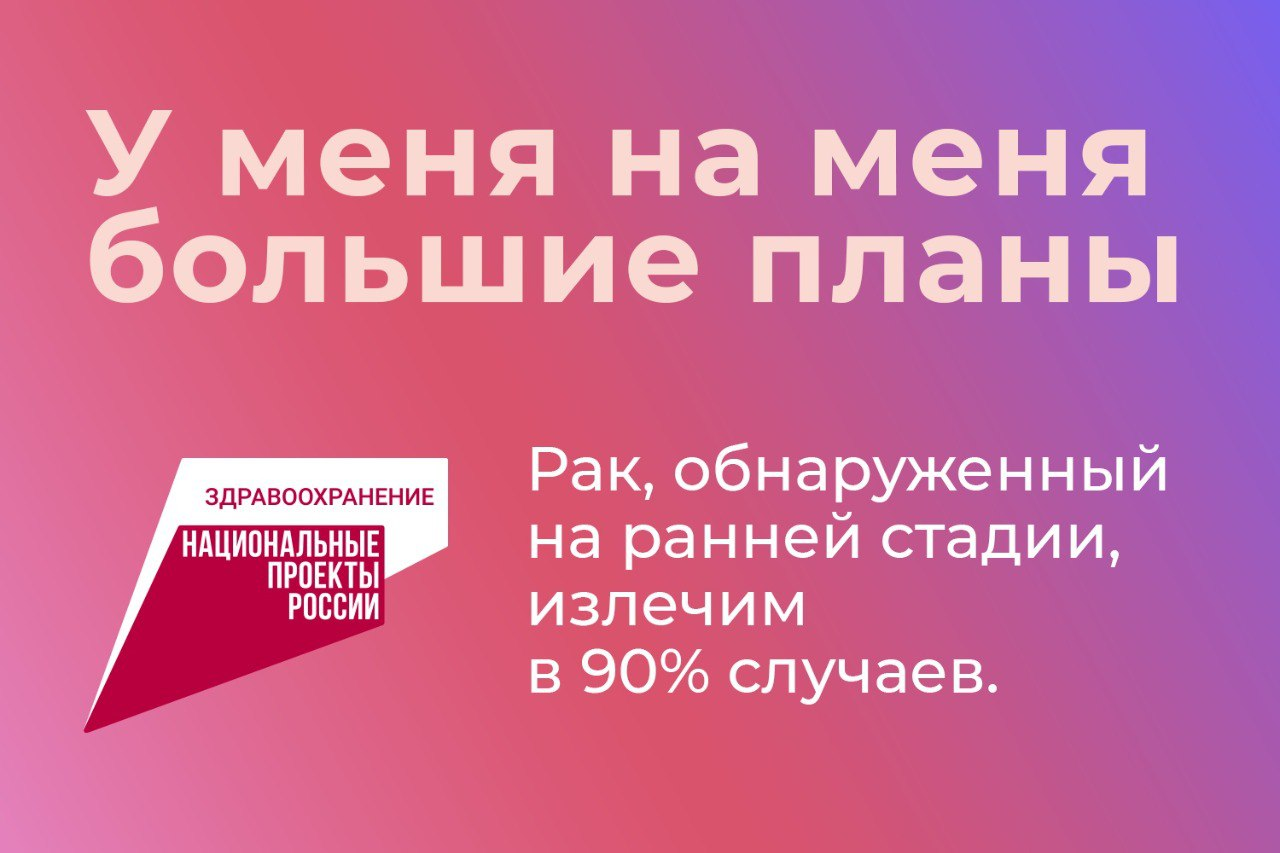 У меня на меня
большие планы
ЗДРАВООХРАНЕНИЕ
НАЦИОНАЛЬНЫЕ
ПРОЕКТЫ
РОССИИ
Рак, обнаруженный
на ранней стадии,
излечим
в 90% случаев.